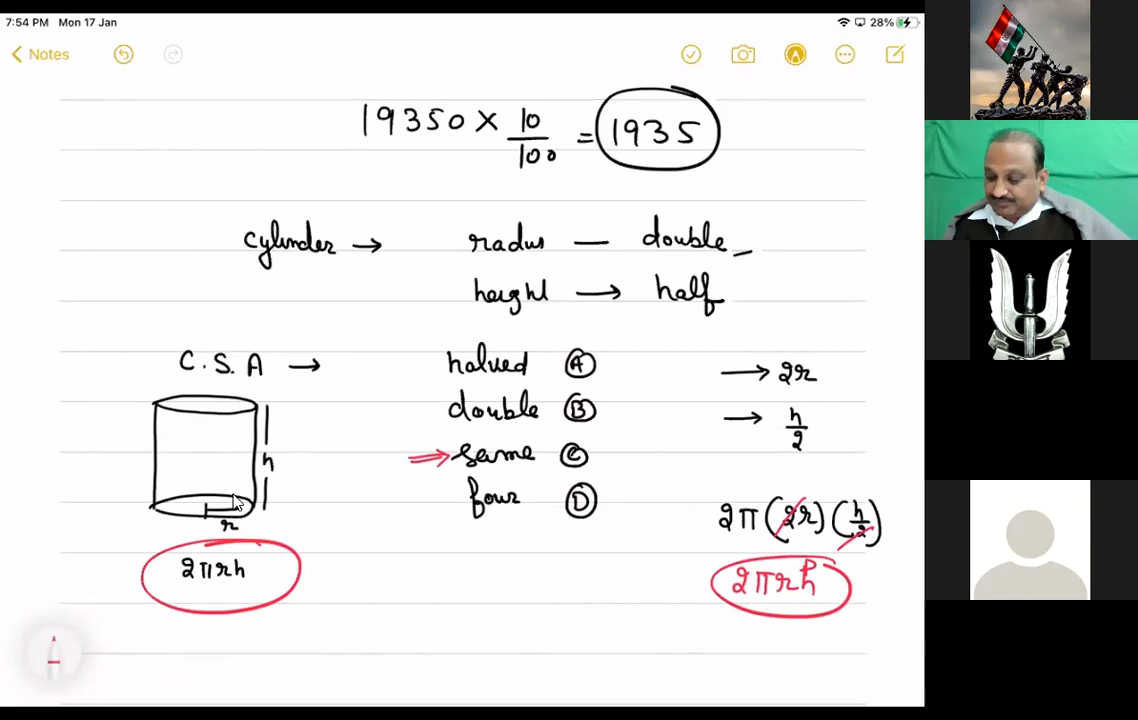 7:54 PM Mon 17 Jan
28%
Notes
19350 × 10/100 = 1935
cylinder → radus — double
height → half
C.S.A → halved (A) → 2r
double (B) → h/2
same (C)
h
four (D)
r
2π(2r)(h/2)
2πrh
2πrh